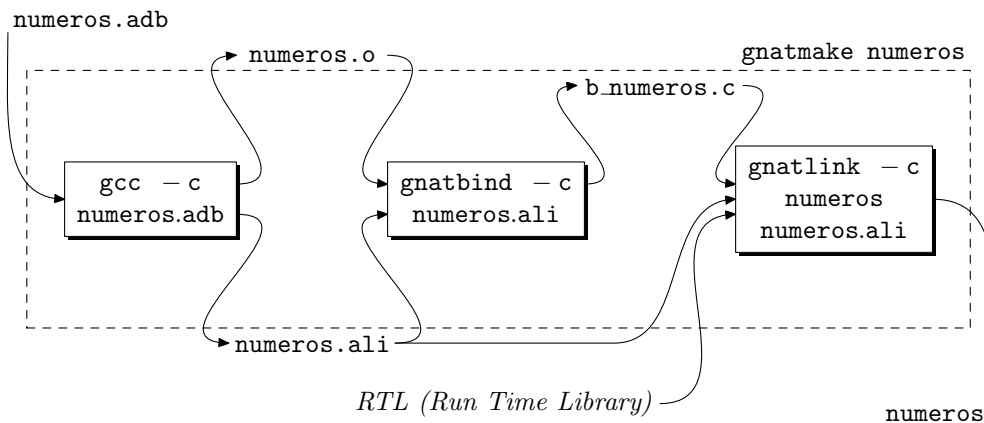 numeros.adb
numeros.o
gnatmake numeros
b_numeros.c
gcc -c
numeros.adb
gnatbind -c
numeros.ali
gnatlink -c
numeros
numeros.ali
numeros.ali
RTL (Run Time Library)
numeros